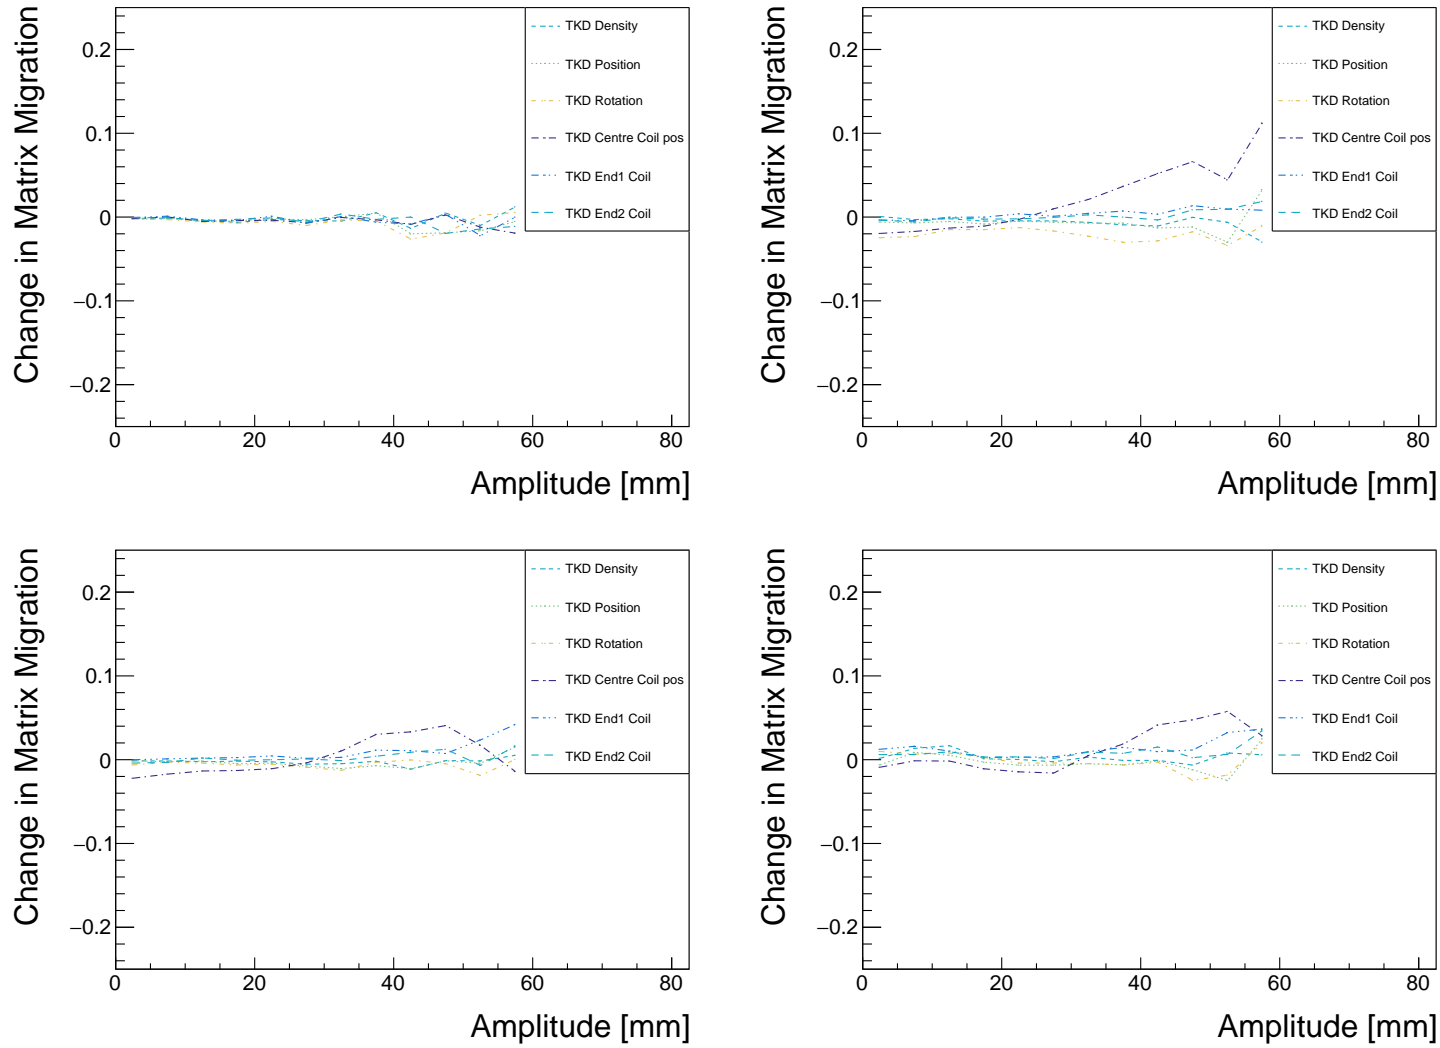 Change in Matrix Migration
0.2
0.1
0
−0.1
−0.2
0 20 40 60 80
Amplitude [mm]
TKD Density
TKD Position
TKD Rotation
TKD Centre Coil pos
TKD End1 Coil
TKD End2 Coil
Change in Matrix Migration
0.2
0.1
0
−0.1
−0.2
0 20 40 60 80
Amplitude [mm]
TKD Density
TKD Position
TKD Rotation
TKD Centre Coil pos
TKD End1 Coil
TKD End2 Coil
Change in Matrix Migration
0.2
0.1
0
−0.1
−0.2
0 20 40 60 80
Amplitude [mm]
TKD Density
TKD Position
TKD Rotation
TKD Centre Coil pos
TKD End1 Coil
TKD End2 Coil
Change in Matrix Migration
0.2
0.1
0
−0.1
−0.2
0 20 40 60 80
Amplitude [mm]
TKD Density
TKD Position
TKD Rotation
TKD Centre Coil pos
TKD End1 Coil
TKD End2 Coil